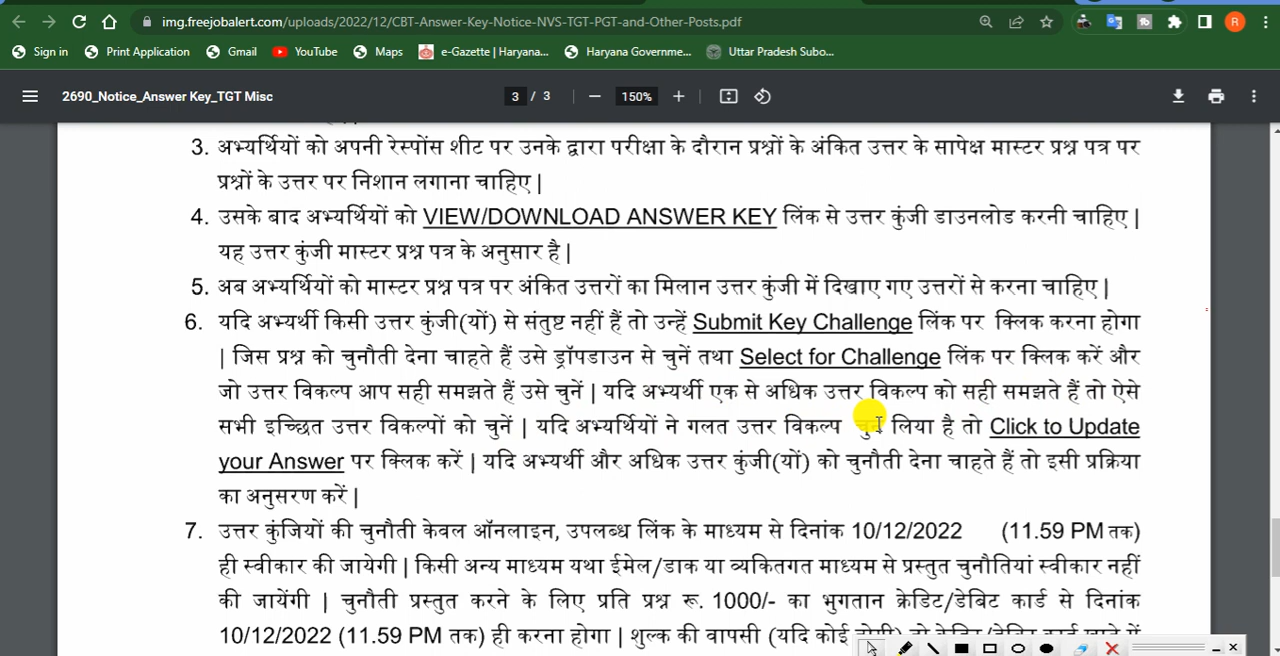 img.freejobalert.com/uploads/2022/12/CBT-Answer-Key-Notice-NVS-TGT-PGT-and-Other-Posts.pdf
R
Sign in Print Application Gmail YouTube Maps e-Gazette | Haryana... Haryana Governme... Uttar Pradesh Subo...
2690_Notice_Answer Key_TGT Misc 3 / 3 150%
3. अभ्यर्थियों को अपनी रेस्पोंस शीट पर उनके द्वारा परीक्षा के दौरान प्रश्नों के अंकित उत्तर के सापेक्ष मास्टर प्रश्न पत्र पर
प्रश्नों के उत्तर पर निशान लगाना चाहिए |
4. उसके बाद अभ्यर्थियों को VIEW/DOWNLOAD ANSWER KEY लिंक से उत्तर कुंजी डाउनलोड करनी चाहिए |
यह उत्तर कुंजी मास्टर प्रश्न पत्र के अनुसार है |
5. अब अभ्यर्थियों को मास्टर प्रश्न पत्र पर अंकित उत्तरों का मिलान उत्तर कुंजी में दिखाए गए उत्तरों से करना चाहिए |
6. यदि अभ्यर्थी किसी उत्तर कुंजी(यों) से संतुष्ट नहीं हैं तो उन्हें Submit Key Challenge लिंक पर क्लिक करना होगा
| जिस प्रश्न को चुनौती देना चाहते हैं उसे ड्रॉपडाउन से चुनें तथा Select for Challenge लिंक पर क्लिक करें और
जो उत्तर विकल्प आप सही समझते हैं उसे चुनें | यदि अभ्यर्थी एक से अधिक उत्तर विकल्प को सही समझते हैं तो ऐसे
सभी इच्छित उत्तर विकल्पों को चुनें | यदि अभ्यर्थियों ने गलत उत्तर विकल्प चुन लिया है तो Click to Update
your Answer पर क्लिक करें | यदि अभ्यर्थी और अधिक उत्तर कुंजी(यों) को चुनौती देना चाहते हैं तो इसी प्रक्रिया
का अनुसरण करें |
7. उत्तर कुंजियों की चुनौती केवल ऑनलाइन, उपलब्ध लिंक के माध्यम से दिनांक 10/12/2022 (11.59 PM तक)
ही स्वीकार की जायेगी | किसी अन्य माध्यम यथा ईमेल/डाक या व्यकितगत माध्यम से प्रस्तुत चुनौतियां स्वीकार नहीं
की जायेंगी | चुनौती प्रस्तुत करने के लिए प्रति प्रश्न रू. 1000/- का भुगतान क्रेडिट/डेबिट कार्ड से दिनांक
10/12/2022 (11.59 PM तक) ही करना होगा | शुल्क की वापसी (यदि कोई